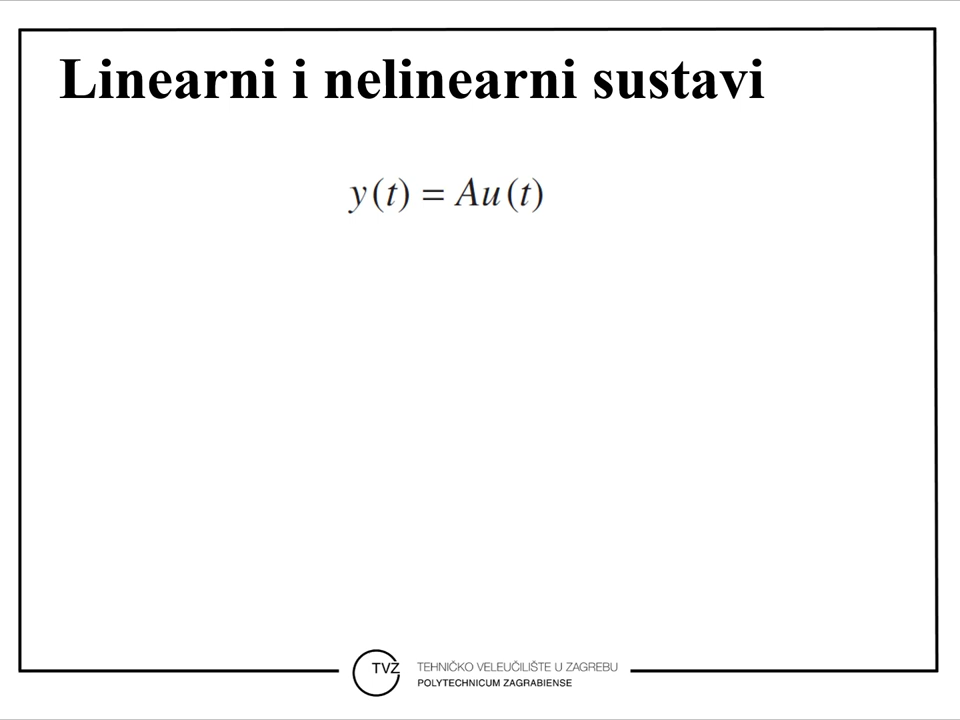 Linearni i nelinearni sustavi
y(t) = Au(t)
TVŽ
TEHNIČKO VELEUČILIŠTE U ZAGREBU
POLYTECHNICUM ZAGRABIENSE